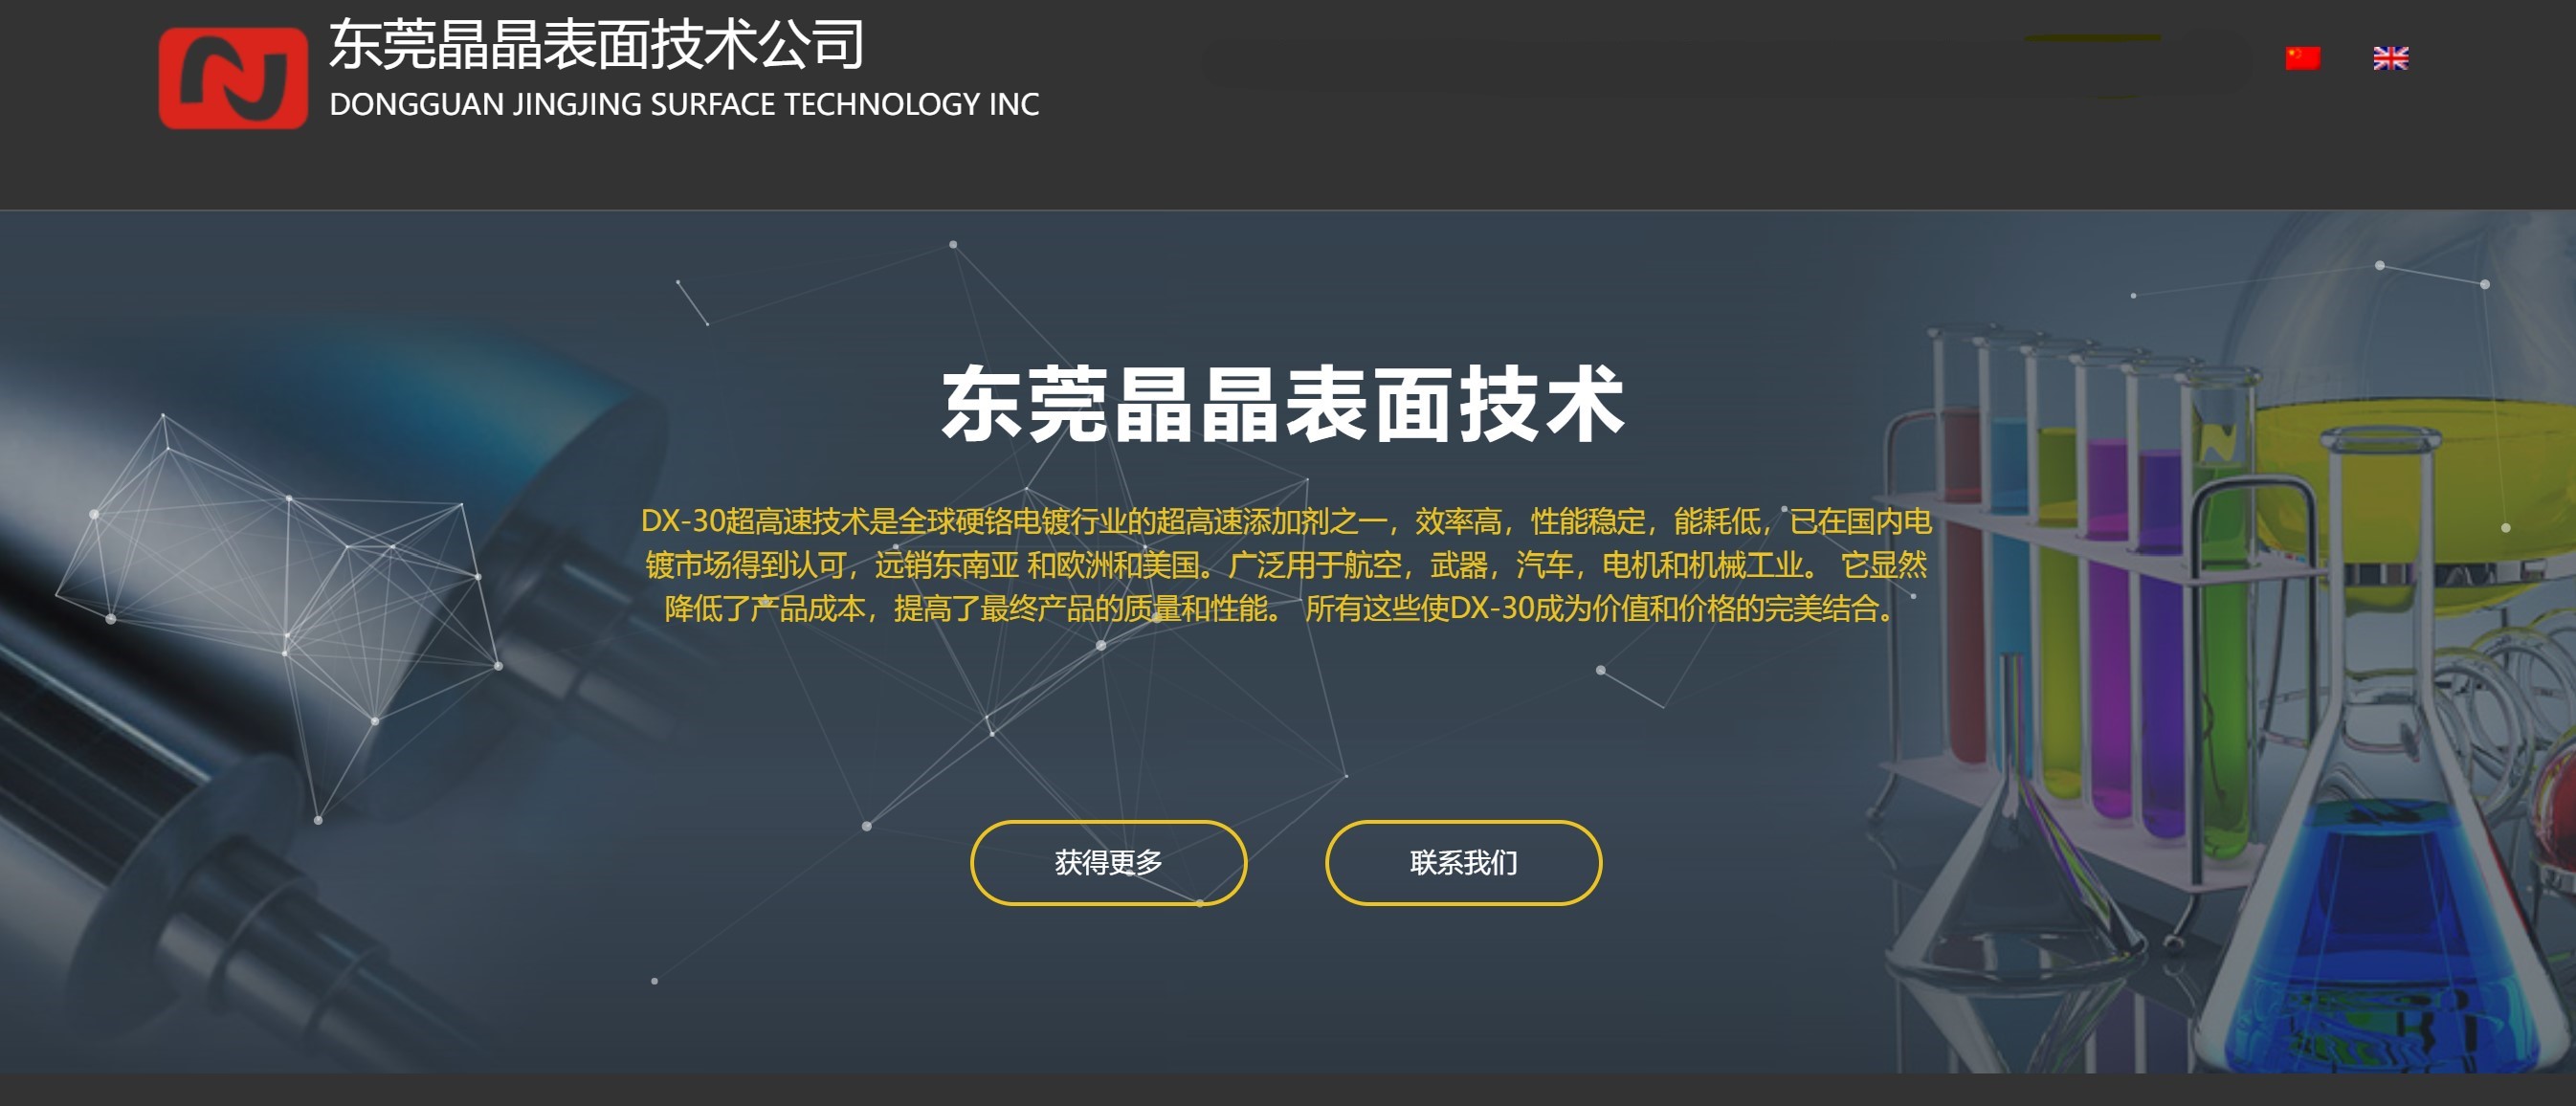 东莞晶晶表面技术公司
DONGGUAN JINGJING SURFACE TECHNOLOGY INC
东莞晶晶表面技术
DX-30超高速技术是全球硬铬电镀行业的超高速添加剂之一，效率高，性能稳定，能耗低，已在国内电
镀市场得到认可，远销东南亚 和欧洲和美国。广泛用于航空，武器，汽车，电机和机械工业。 它显然
降低了产品成本，提高了最终产品的质量和性能。 所有这些使DX-30成为价值和价格的完美结合。
获得更多
联系我们